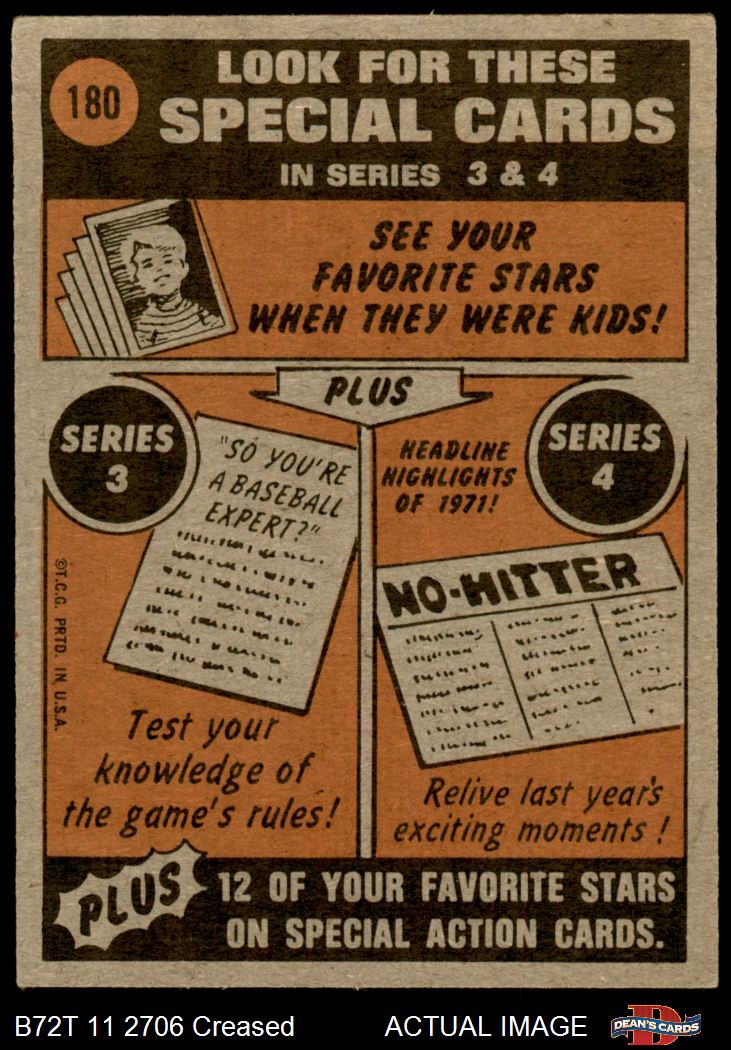 180
LOOK FOR THESE
SPECIAL CARDS
IN SERIES 3 & 4
SEE YOUR
FAVORITE STARS
WHEN THEY WERE KIDS!
PLUS
SERIES
3
"SO YOU'RE
A BASEBALL
EXPERT?"
Test your
knowledge of
the game's rules!
©T.C.G. PRTD. IN U.S.A.
HEADLINE
HIGHLIGHTS
OF 1971!
SERIES
4
NO-HITTER
Relive last year's
exciting moments!
PLUS
12 OF YOUR FAVORITE STARS
ON SPECIAL ACTION CARDS.
B72T 11 2706 Creased
ACTUAL IMAGE
D
DEAN'S CARDS